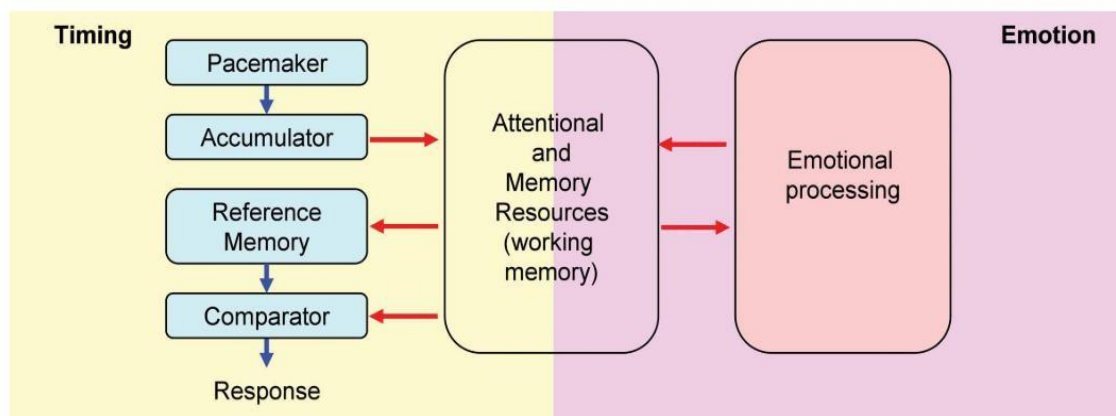 Timing
Emotion
Pacemaker
Accumulator
Reference
Memory
Comparator
Response
Attentional
and
Memory
Resources
(working
memory)
Emotional
processing